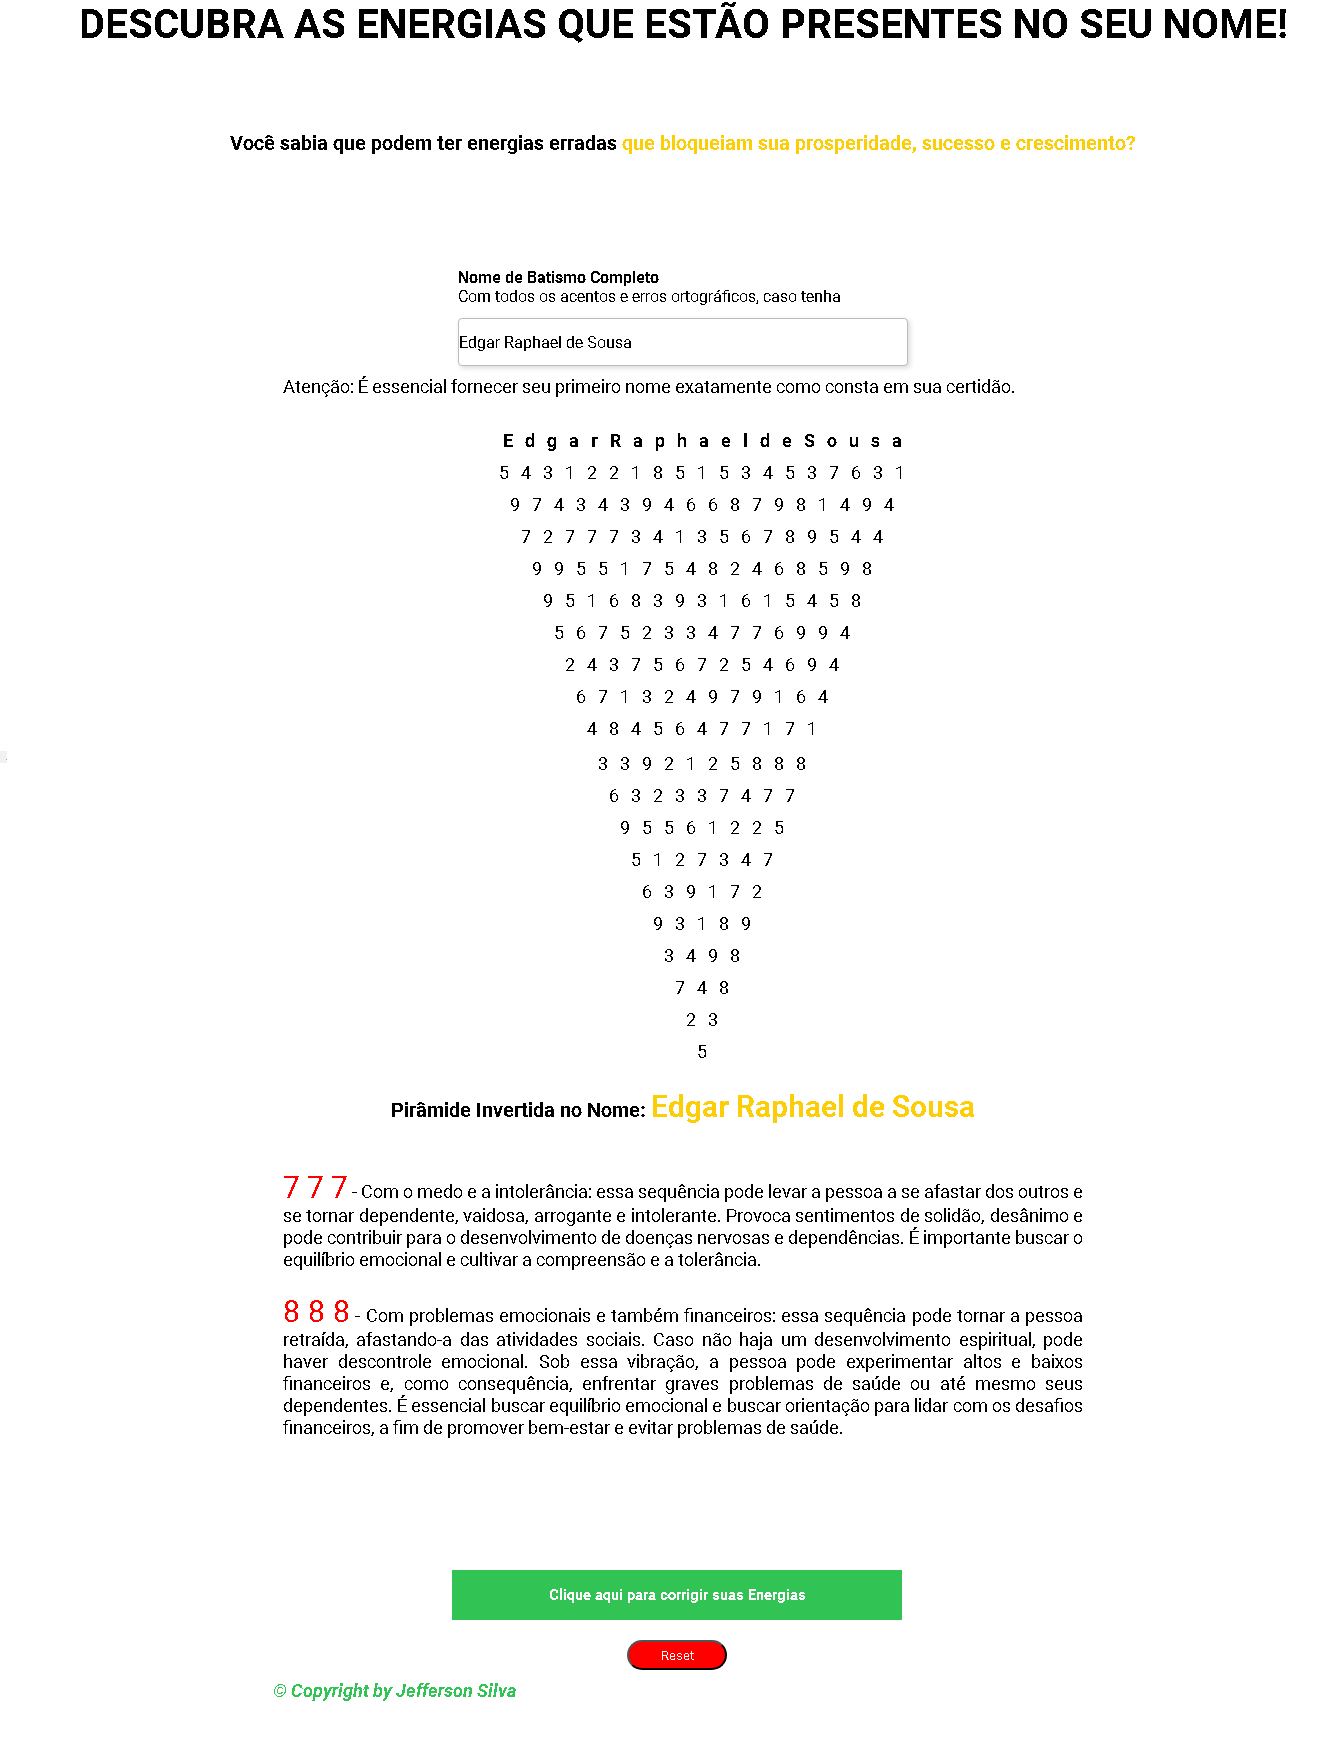 DESCUBRA AS ENERGIAS QUE ESTÃO PRESENTES NO SEU NOME!
Você sabia que podem ter energias erradas que bloqueiam sua prosperidade, sucesso e crescimento?
Nome de Batismo Completo
Com todos os acentos e erros ortográficos, caso tenha
Edgar Raphael de Sousa
Atenção: É essencial fornecer seu primeiro nome exatamente como consta em sua certidão.
E d g a r R a p h a e l d e S o u s a
5 4 3 1 2 2 1 8 5 1 5 3 4 5 3 7 6 3 1
9 7 4 3 4 3 9 4 6 6 8 7 9 8 1 4 9 4
7 2 7 7 7 3 4 1 3 5 6 7 8 9 5 4 4
9 9 5 5 1 7 5 4 8 2 4 6 8 5 9 8
9 5 1 6 8 3 9 3 1 6 1 5 4 5 8
5 6 7 5 2 3 3 4 7 7 6 9 9 4
2 4 3 7 5 6 7 2 5 4 6 9 4
6 7 1 3 2 4 9 7 9 1 6 4
4 8 4 5 6 4 7 7 1 7 1
3 3 9 2 1 2 5 8 8 8
6 3 2 3 3 7 4 7 7
9 5 5 6 1 2 2 5
5 1 2 7 3 4 7
6 3 9 1 7 2
9 3 1 8 9
3 4 9 8
7 4 8
2 3
5
Pirâmide Invertida no Nome: Edgar Raphael de Sousa
7 7 7 - Com o medo e a intolerância: essa sequência pode levar a pessoa a se afastar dos outros e
se tornar dependente, vaidosa, arrogante e intolerante. Provoca sentimentos de solidão, desânimo e
pode contribuir para o desenvolvimento de doenças nervosas e dependências. É importante buscar o
equilíbrio emocional e cultivar a compreensão e a tolerância.
8 8 8 - Com problemas emocionais e também financeiros: essa sequência pode tornar a pessoa
retraída, afastando-a das atividades sociais. Caso não haja um desenvolvimento espiritual, pode
haver descontrole emocional. Sob essa vibração, a pessoa pode experimentar altos e baixos
financeiros e, como consequência, enfrentar graves problemas de saúde ou até mesmo seus
dependentes. É essencial buscar equilíbrio emocional e buscar orientação para lidar com os desafios
financeiros, a fim de promover bem-estar e evitar problemas de saúde.
Clique aqui para corrigir suas Energias
Reset
© Copyright by Jefferson Silva